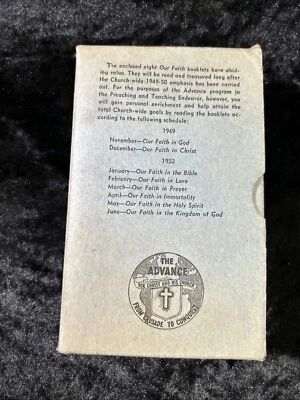 The enclosed eight Our Faith booklets have abid-
ing value. They will be read and treasured long after
the Church-wide 1949-50 emphasis has been carried
out. For the purposes of the Advance program in
the Preaching and Teaching Endeavor, however, you
will gain personal enrichment and help attain the
total Church-wide goals by reading the booklets ac-
cording to the following schedule:
1949
November—Our Faith in God
December—Our Faith in Christ
1950
January—Our Faith in the Bible
February—Our Faith in Love
March—Our Faith in Prayer
April—Our Faith in Immortality
May—Our Faith in the Holy Spirit
June—Our Faith in the Kingdom of God
THE
ADVANCE
FOR CHRIST AND HIS CHURCH
FROM CRUSADE TO CONQUEST